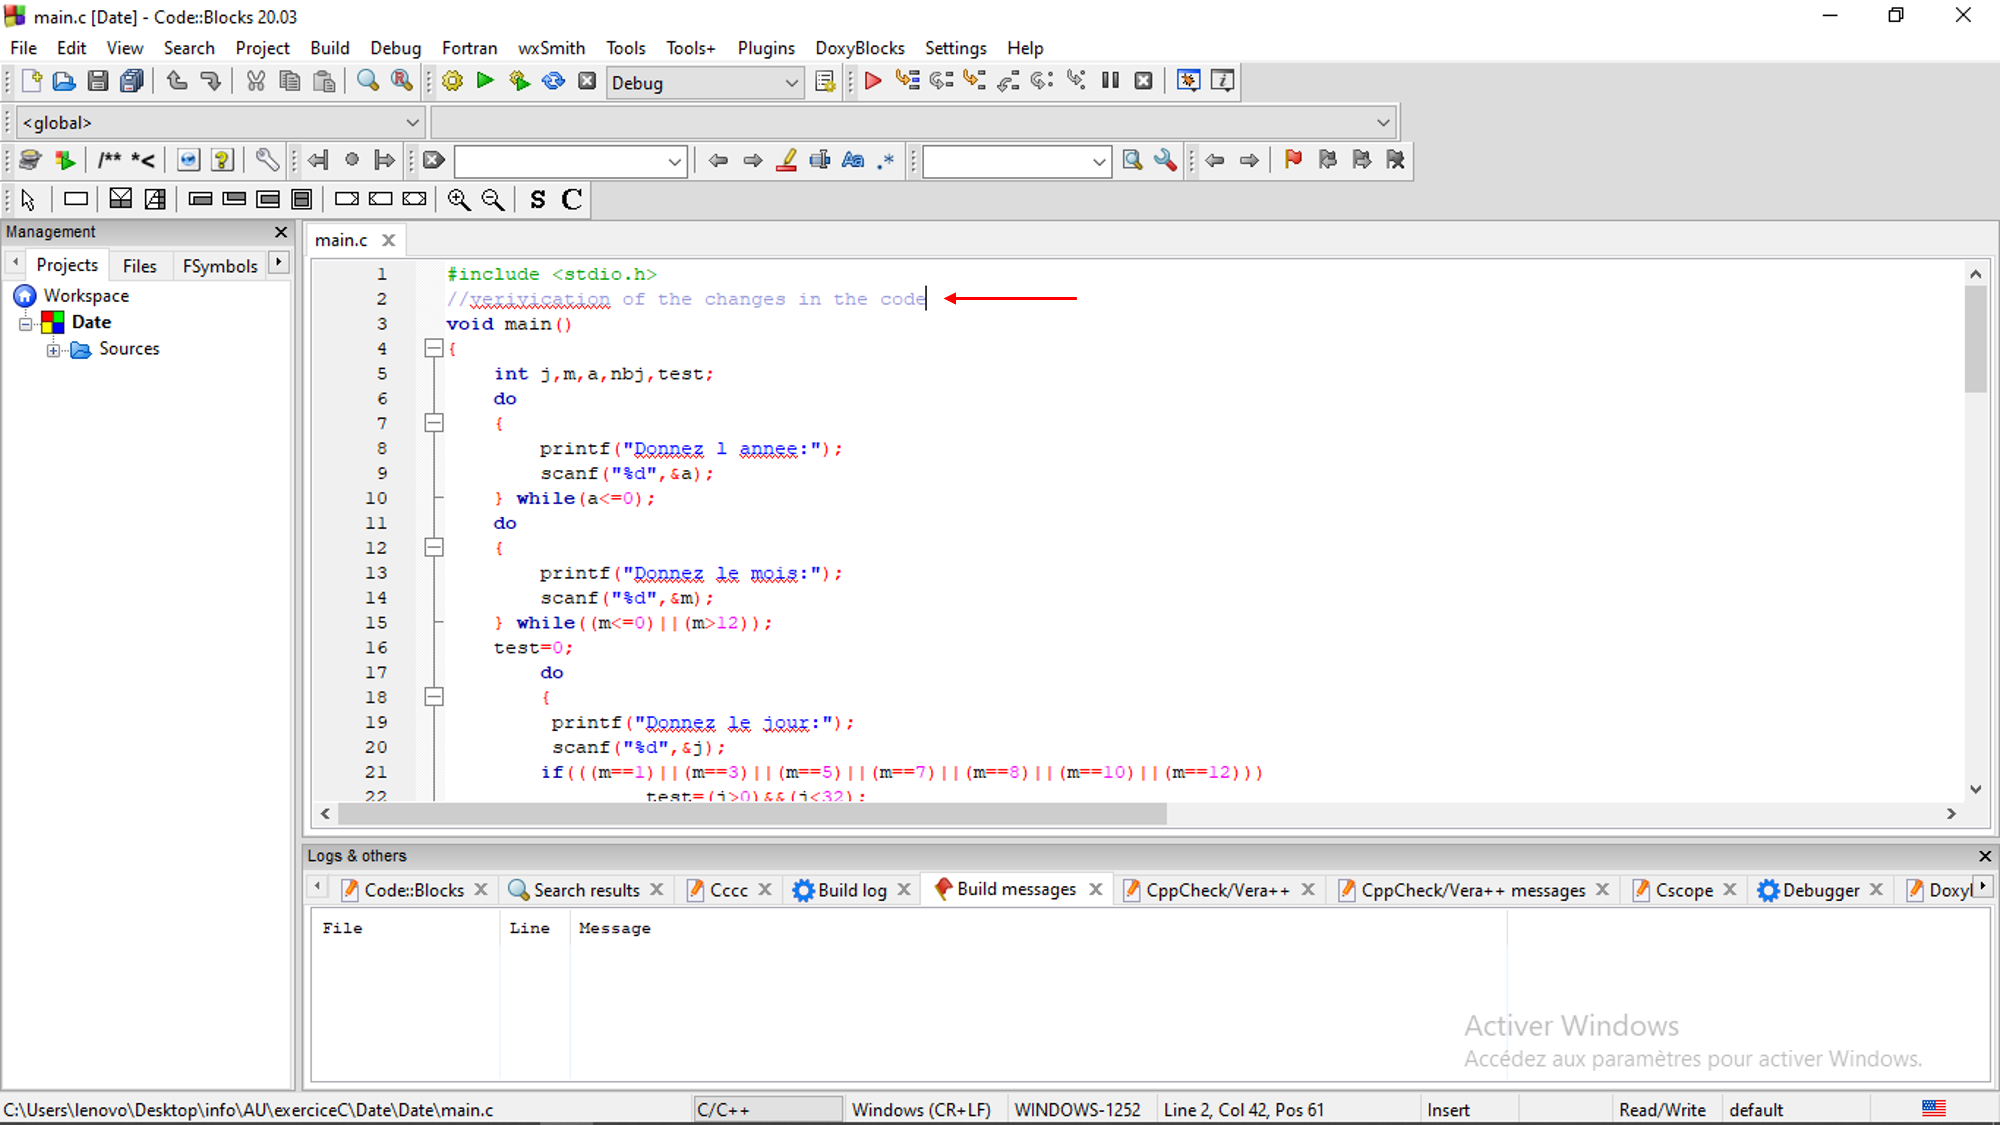 main.c [Date] - Code::Blocks 20.03
File Edit View Search Project Build Debug Fortran wxSmith Tools Tools+ Plugins DoxyBlocks Settings Help
Debug
<global>
/** *<
Aa .*
S C
Management
Projects Files FSymbols
Workspace
Date
Sources
main.c
1 #include <stdio.h>
2 //verivication of the changes in the code
3 void main()
4 {
5 int j,m,a,nbj,test;
6 do
7 {
8 printf("Donnez l annee:");
9 scanf("%d",&a);
10 } while(a<=0);
11 do
12 {
13 printf("Donnez le mois:");
14 scanf("%d",&m);
15 } while((m<=0)||(m>12));
16 test=0;
17 do
18 {
19 printf("Donnez le jour:");
20 scanf("%d",&j);
21 if(((m==1)||(m==3)||(m==5)||(m==7)||(m==8)||(m==10)||(m==12)))
22 test=(j>0)&&(j<32);
Logs & others
Code::Blocks Search results Cccc Build log Build messages CppCheck/Vera++ CppCheck/Vera++ messages Cscope Debugger Doxyl
File Line Message
Activer Windows
Accédez aux paramètres pour activer Windows.
C:\Users\lenovo\Desktop\info\AU\exerciceC\Date\Date\main.c C/C++ Windows (CR+LF) WINDOWS-1252 Line 2, Col 42, Pos 61 Insert Read/Write default